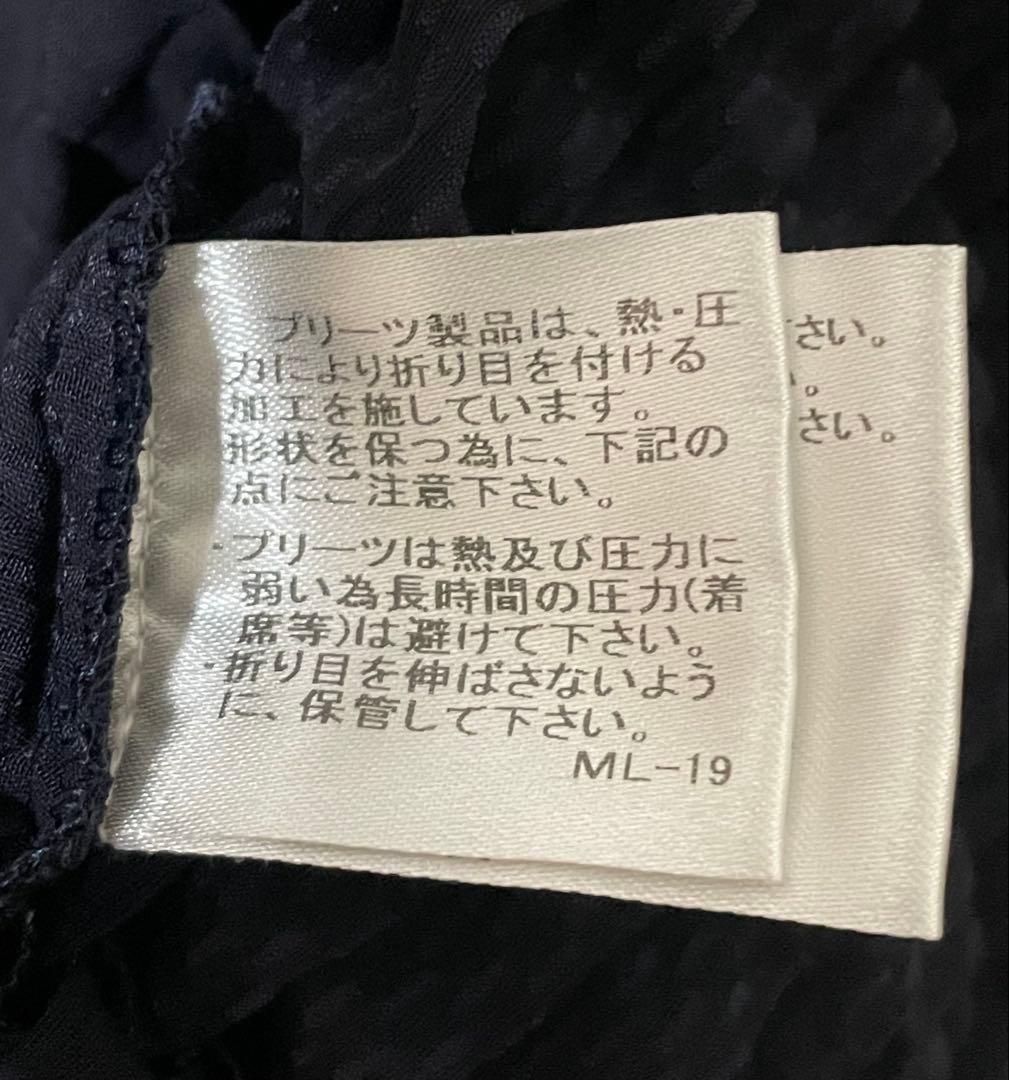 プリーツ製品は、熱・圧
力により折り目を付ける
加工を施しています。
形状を保つ為に、下記の
点にご注意下さい。
・プリーツは熱及び圧力に
弱い為長時間の圧力(着
席等)は避けて下さい。
・折り目を伸ばさないよう
に、保管して下さい。
ML-19
さい。
。
さい。